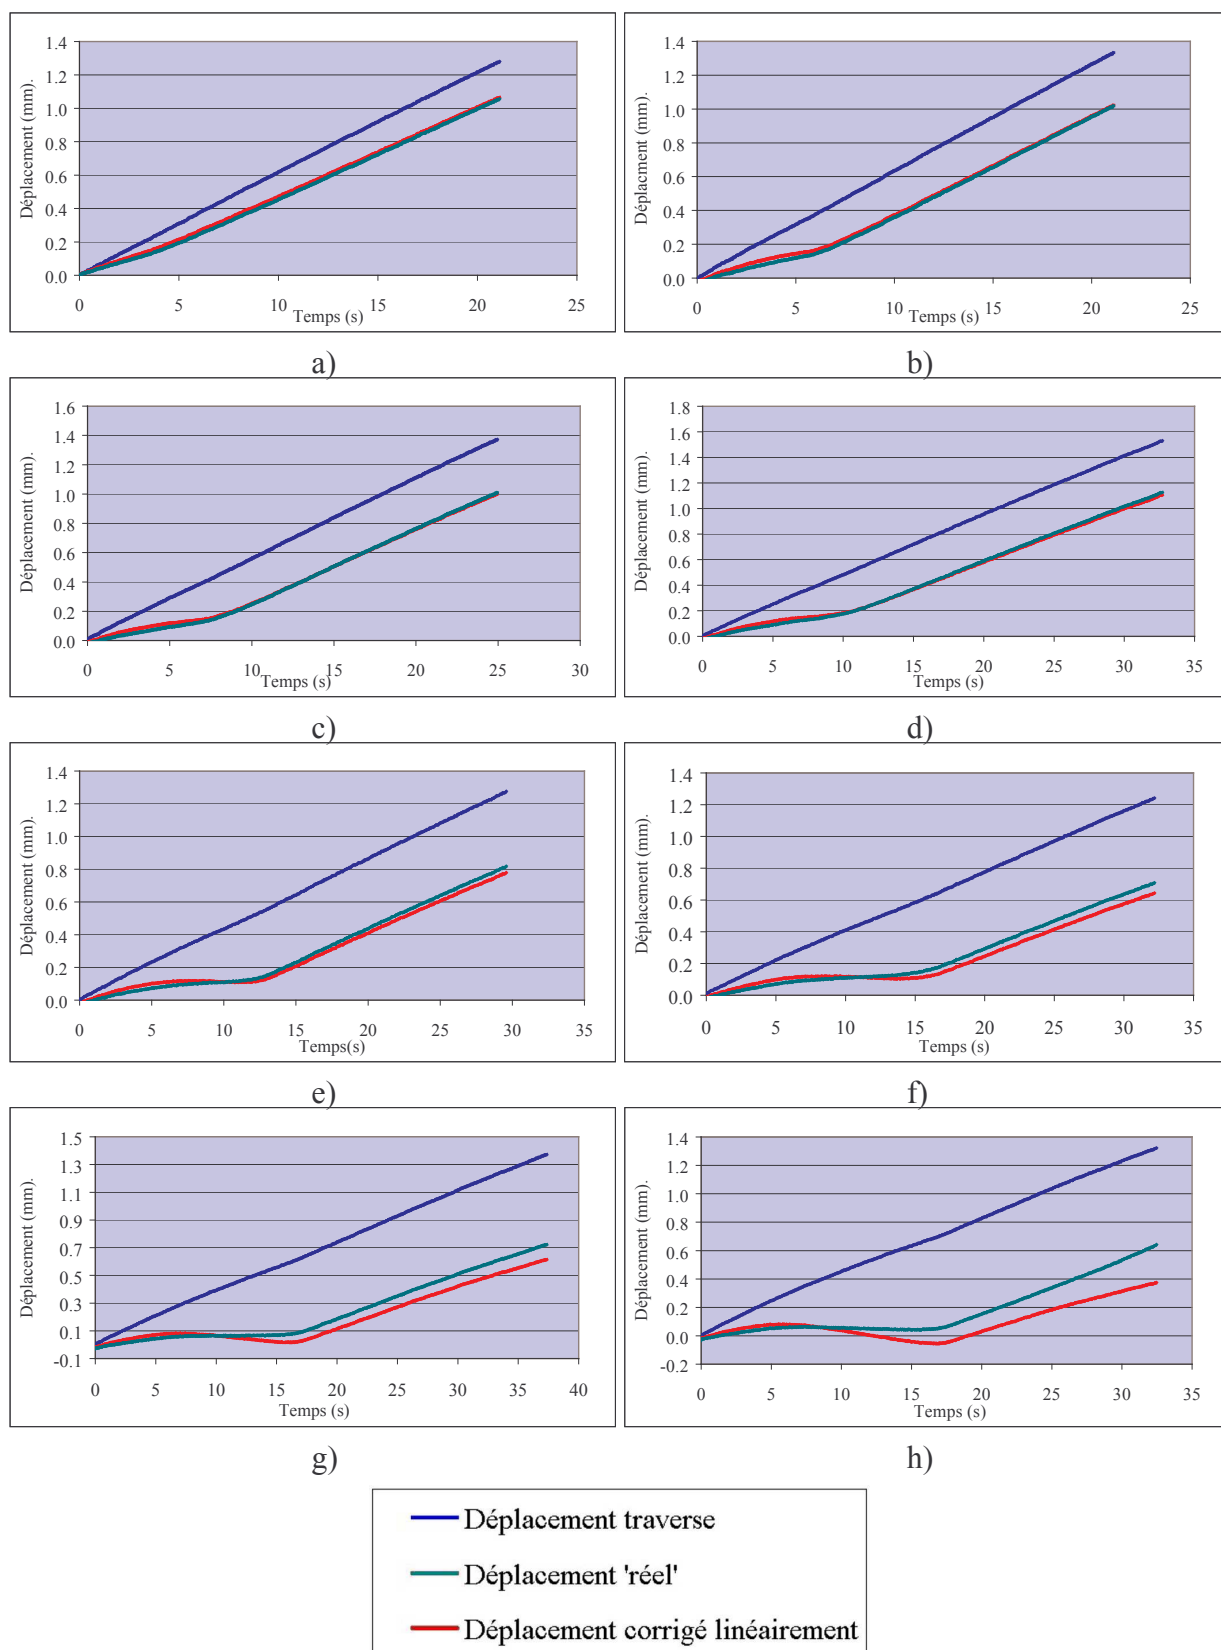 Déplacement (mm).
1.4
1.2
1.0
0.8
0.6
0.4
0.2
0.0
0 5 10 15 20 25
Temps (s)
a)
Déplacment (mm).
1.4
1.2
1.0
0.8
0.6
0.4
0.2
0.0
0 5 10 15 20 25
Temps (s)
b)
Déplacement (mm).
1.6
1.4
1.2
1.0
0.8
0.6
0.4
0.2
0.0
0 5 10 15 20 25 30
Temps (s)
c)
Déplacement (mm).
1.8
1.6
1.4
1.2
1.0
0.8
0.6
0.4
0.2
0.0
0 5 10 15 20 25 30 35
Temps (s)
d)
Déplacement (mm).
1.4
1.2
1.0
0.8
0.6
0.4
0.2
0.0
0 5 10 15 20 25 30 35
Temps(s)
e)
Déplacement (mm).
1.4
1.2
1.0
0.8
0.6
0.4
0.2
0.0
0 5 10 15 20 25 30 35
Temps (s)
f)
Déplacement (mm).
1.5
1.3
1.1
0.9
0.7
0.5
0.3
0.1
-0.1
0 5 10 15 20 25 30 35 40
Temps (s)
g)
Déplacement (mm).
1.4
1.2
1.0
0.8
0.6
0.4
0.2
0.0
-0.2
0 5 10 15 20 25 30 35
Temps (s)
h)
Déplacement traverse
Déplacement 'réel'
Déplacement corrigé linéairement